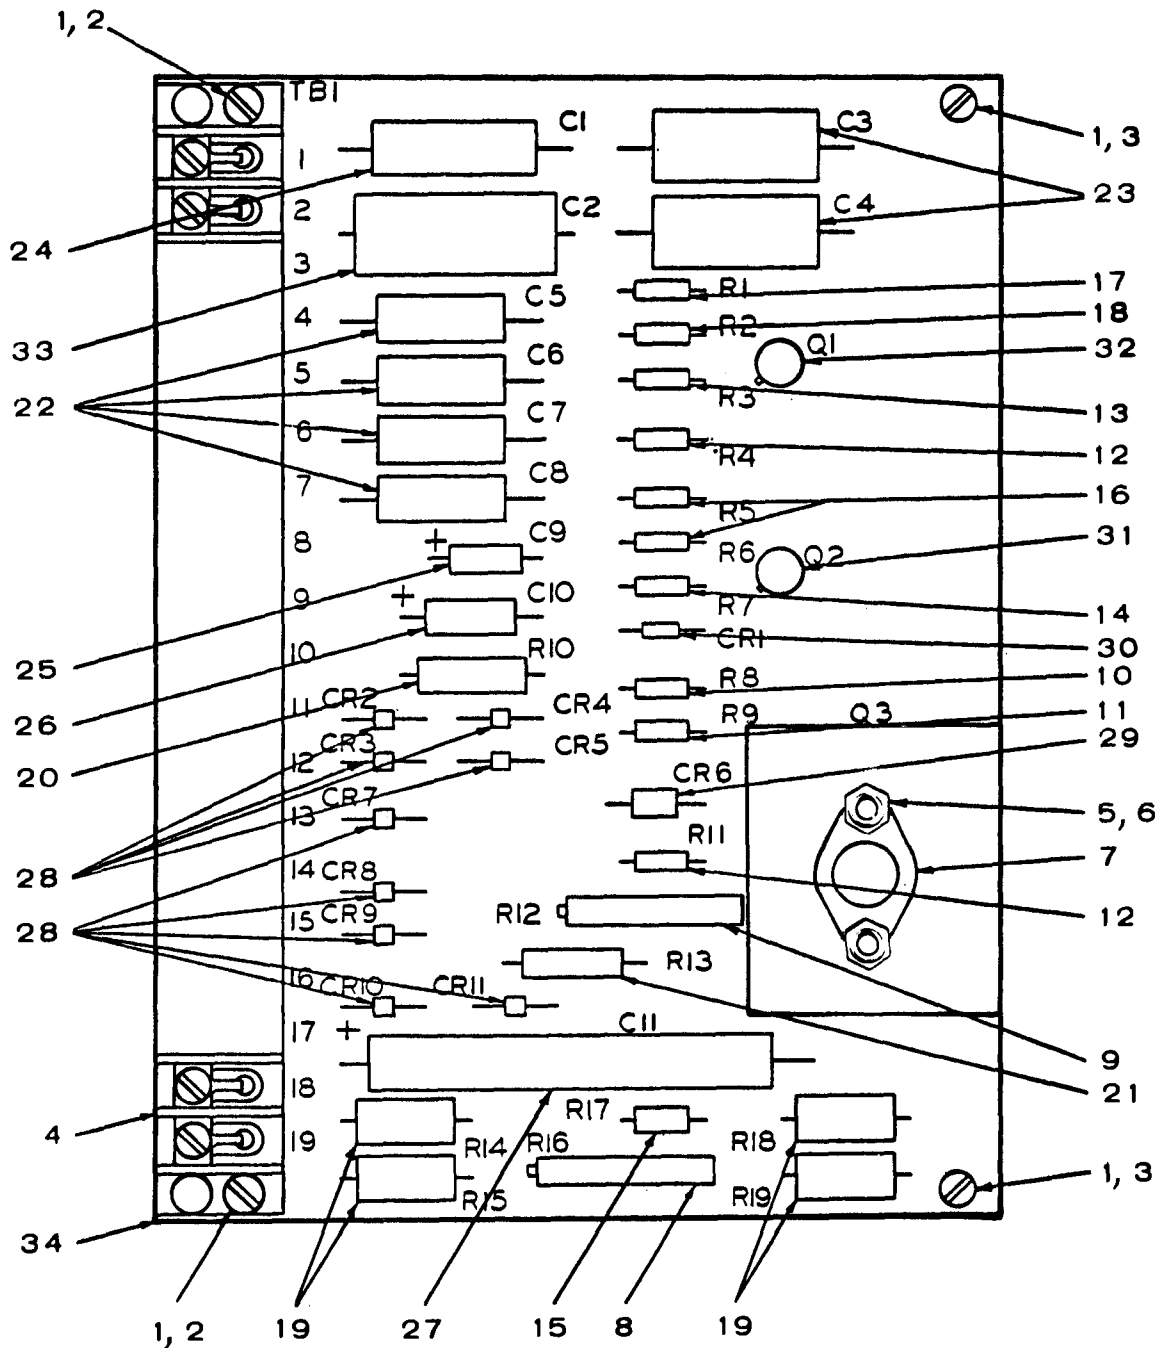 1, 2
TB1
C1
C3
1, 3
1
23
2
C2
C4
24
3
R1
17
C5
18
4
R2
Q1
32
33
C6
5
22
R3
13
C7
6
R4
12
C8
7
16
R5
+
C9
8
R6
Q2
31
+
C10
9
R7
14
CR1
30
25
10
R10
R8
10
CR2
26
11
CR4
R9
Q3
11
CR3
20
12
CR5
29
CR6
CR7
13
5, 6
R11
7
28
14
CR8
15
CR9
R12
12
28
R13
16
CR10
CR11
17
+
C11
9
18
21
R17
4
19
R14
R16
R18
R15
R19
1, 3
34
1, 2
19
27
15
8
19